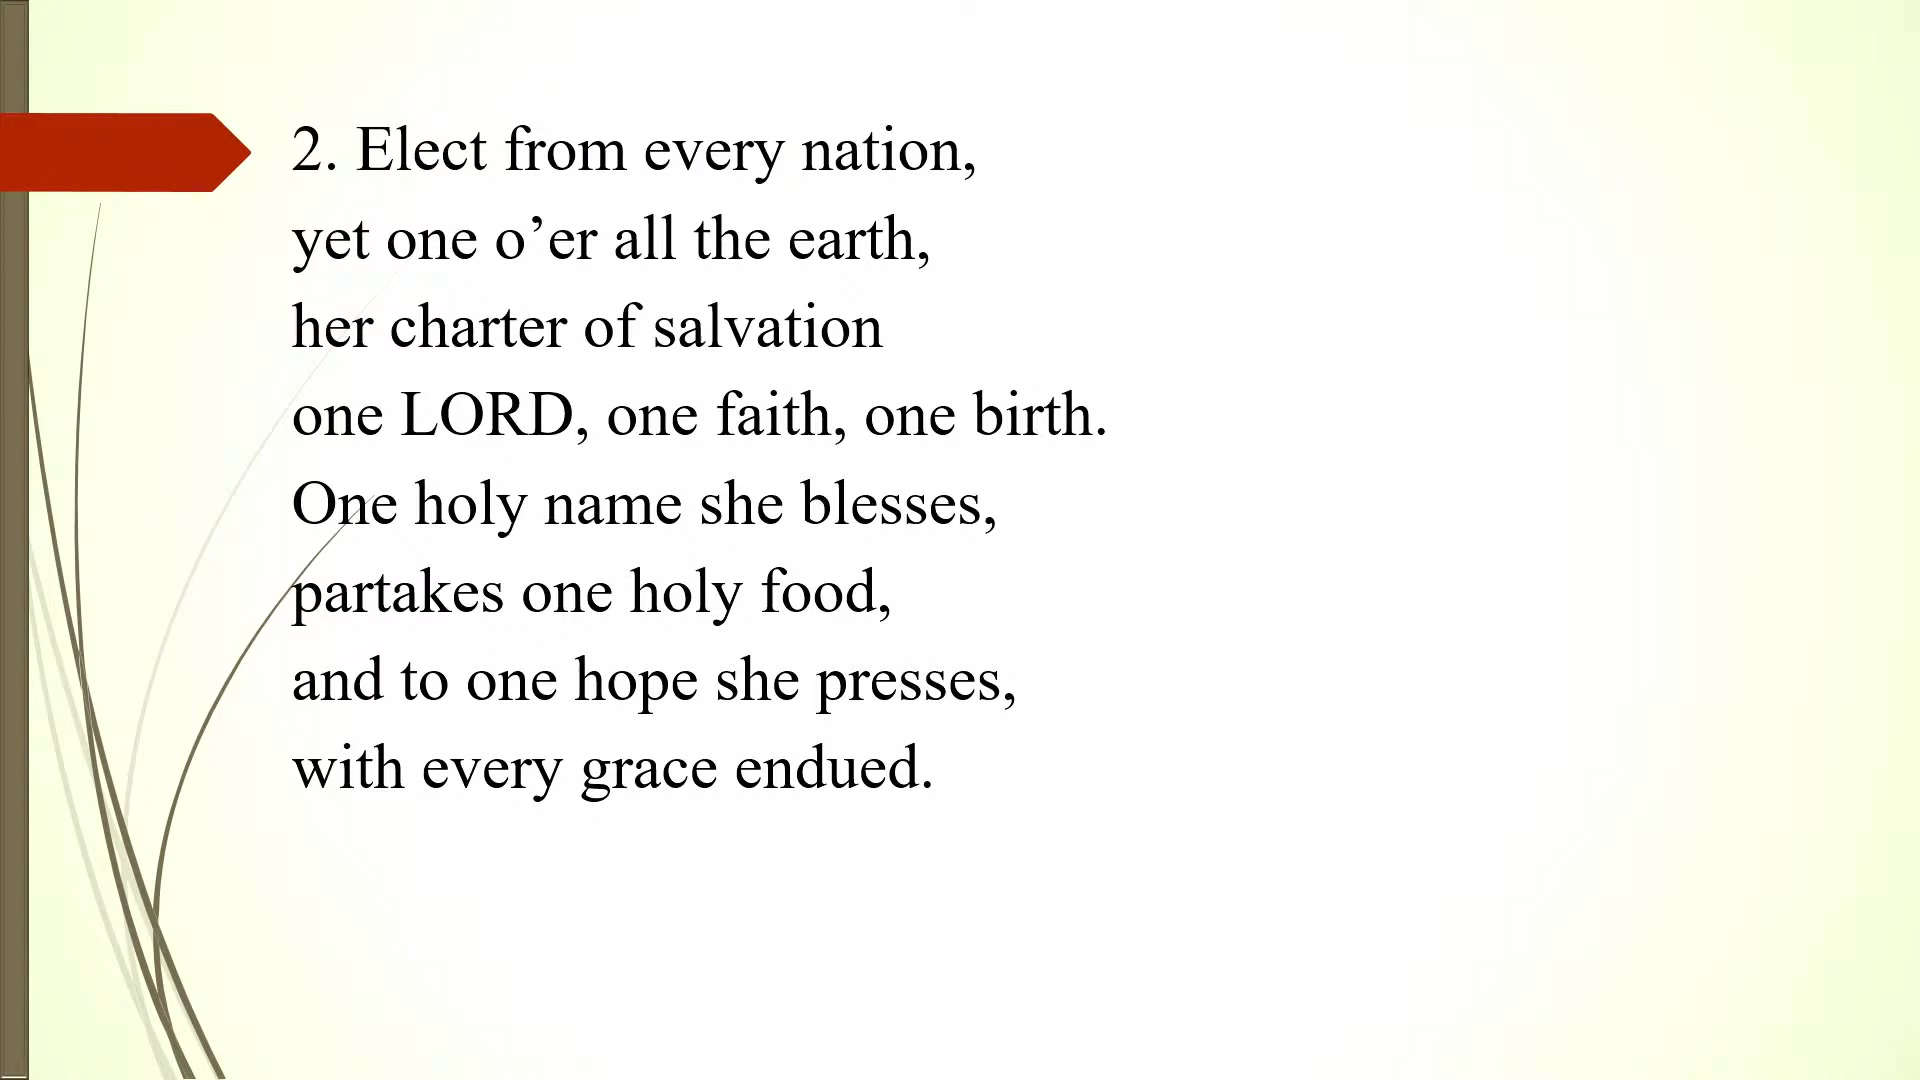 2. Elect from every nation,
yet one o’er all the earth,
her charter of salvation
one LORD, one faith, one birth.
One holy name she blesses,
partakes one holy food,
and to one hope she presses,
with every grace endued.